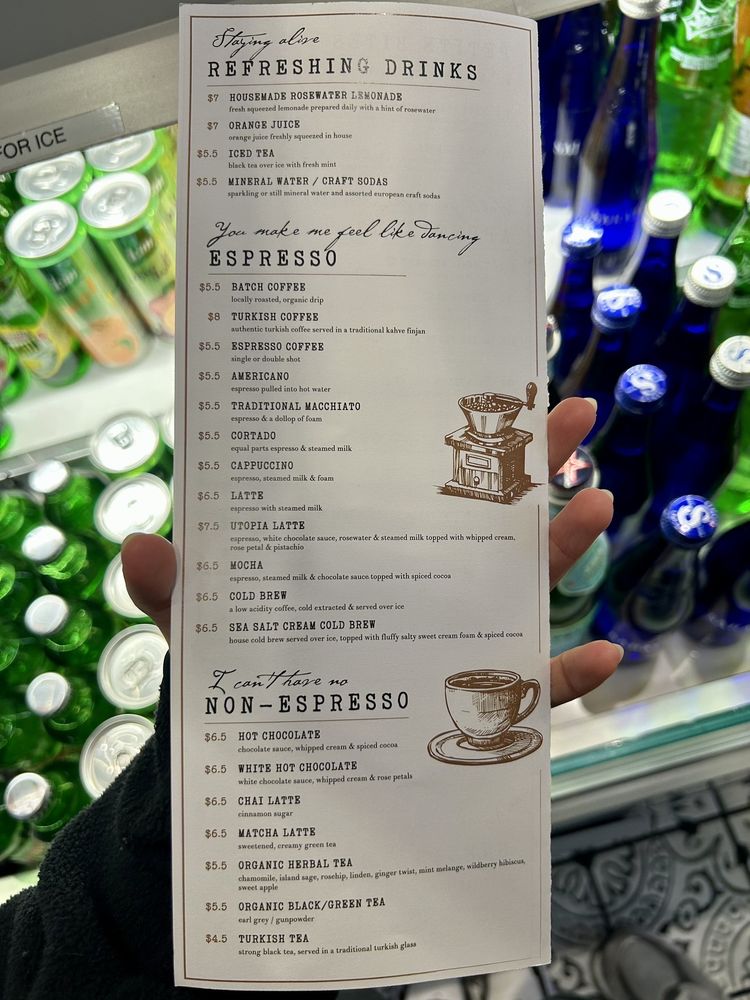 FOR ICE
Staying alive
REFRESHING DRINKS
$7 HOUSEMADE ROSEWATER LEMONADE
fresh squeezed lemonade prepared daily with a hint of rosewater
$7 ORANGE JUICE
orange juice freshly squeezed in house
$5.5 ICED TEA
black tea over ice with fresh mint
$5.5 MINERAL WATER / CRAFT SODAS
sparkling or still mineral water and assorted european craft sodas
You make me feel like dancing
ESPRESSO
$5.5 BATCH COFFEE
locally roasted, organic drip
$8 TURKISH COFFEE
authentic turkish coffee served in a traditional kahve finjan
$5.5 ESPRESSO COFFEE
single or double shot
$5.5 AMERICANO
espresso pulled into hot water
$5.5 TRADITIONAL MACCHIATO
espresso & a dollop of foam
$5.5 CORTADO
equal parts espresso & steamed milk
$5.5 CAPPUCCINO
espresso, steamed milk & foam
$6.5 LATTE
espresso with steamed milk
$7.5 UTOPIA LATTE
espresso, white chocolate sauce, rosewater & steamed milk topped with whipped cream,
rose petal & pistachio
$6.5 MOCHA
espresso, steamed milk & chocolate sauce topped with spiced cocoa
$6.5 COLD BREW
a low acidity coffee, cold extracted & served over ice
$6.5 SEA SALT CREAM COLD BREW
house cold brew served over ice, topped with fluffy salty sweet cream foam & spiced cocoa
I can't have no
NON-ESPRESSO
$6.5 HOT CHOCOLATE
chocolate sauce, whipped cream & spiced cocoa
$6.5 WHITE HOT CHOCOLATE
white chocolate sauce, whipped cream & rose petals
$6.5 CHAI LATTE
cinnamon sugar
$6.5 MATCHA LATTE
sweetened, creamy green tea
$5.5 ORGANIC HERBAL TEA
chamomile, island sage, rosehip, linden, ginger twist, mint melange, wildberry hibiscus,
sweet apple
$5.5 ORGANIC BLACK/GREEN TEA
earl grey / gunpowder
$4.5 TURKISH TEA
strong black tea, served in a traditional turkish glass